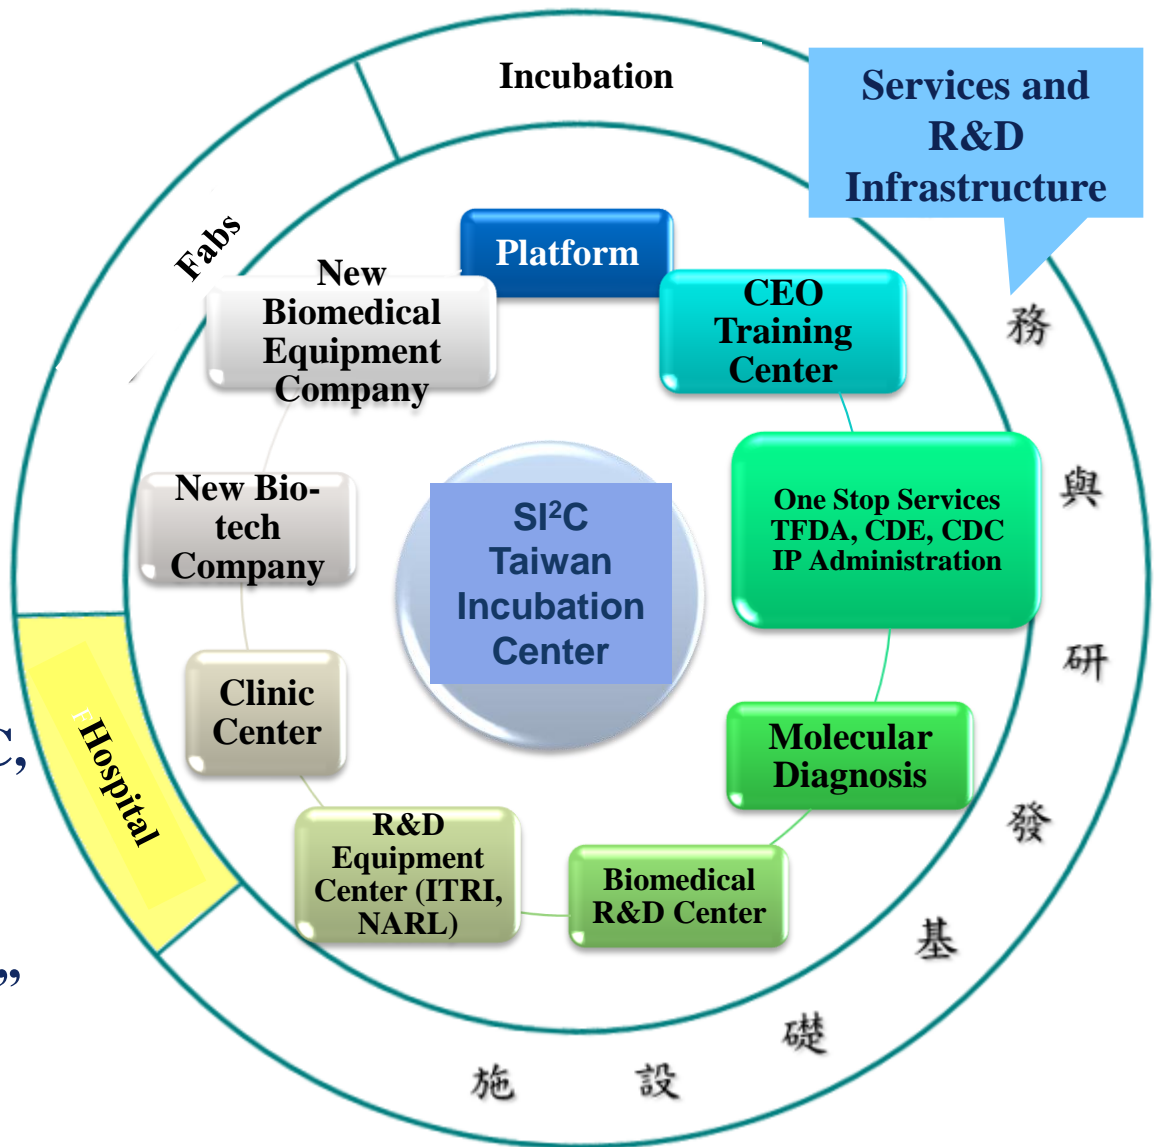 Incubation
Services and
R&D
Infrastructure
Fabs
Platform
New
Biomedical
Equipment
Company
CEO
Training
Center
務
與
研
發
基
礎
設
施
New Bio-
tech
Company
SI²C
Taiwan
Incubation
Center
One Stop Services
TFDA, CDE, CDC
IP Administration
Clinic
Center
Molecular
Diagnosis
Hospital
R&D
Equipment
Center (ITRI,
NARL)
Biomedical
R&D Center
C,
”